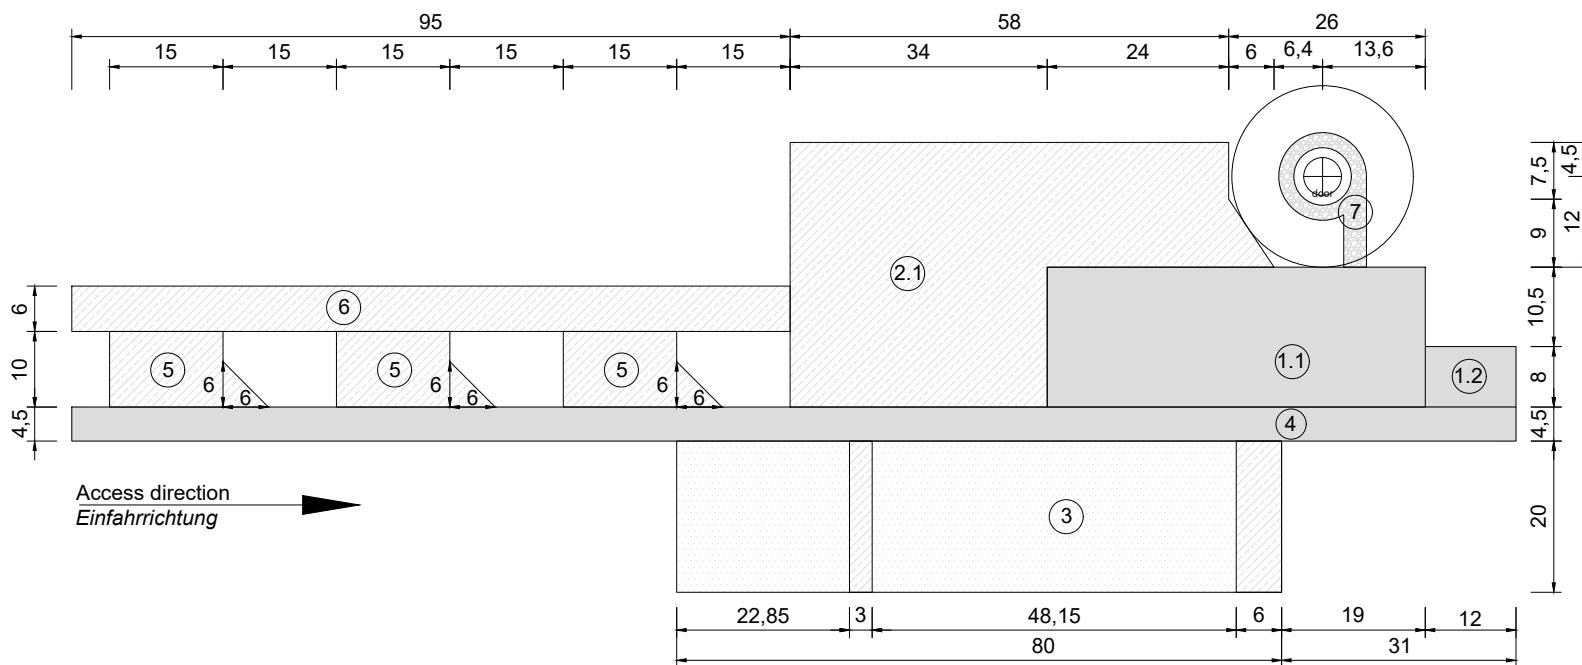 95 58 26
15 15 15 15 15 15 34 24 6 6,4 13,6
7,5 4,5
door
7
9 12
2.1
6 6
10,5
10 5 5 5 1.1 1.2 8
6 6 6
6 6 6
4,5 4 4,5
Access direction
Einfahrrichtung
3 20
22,85 3 48,15 6 19 12
80 31